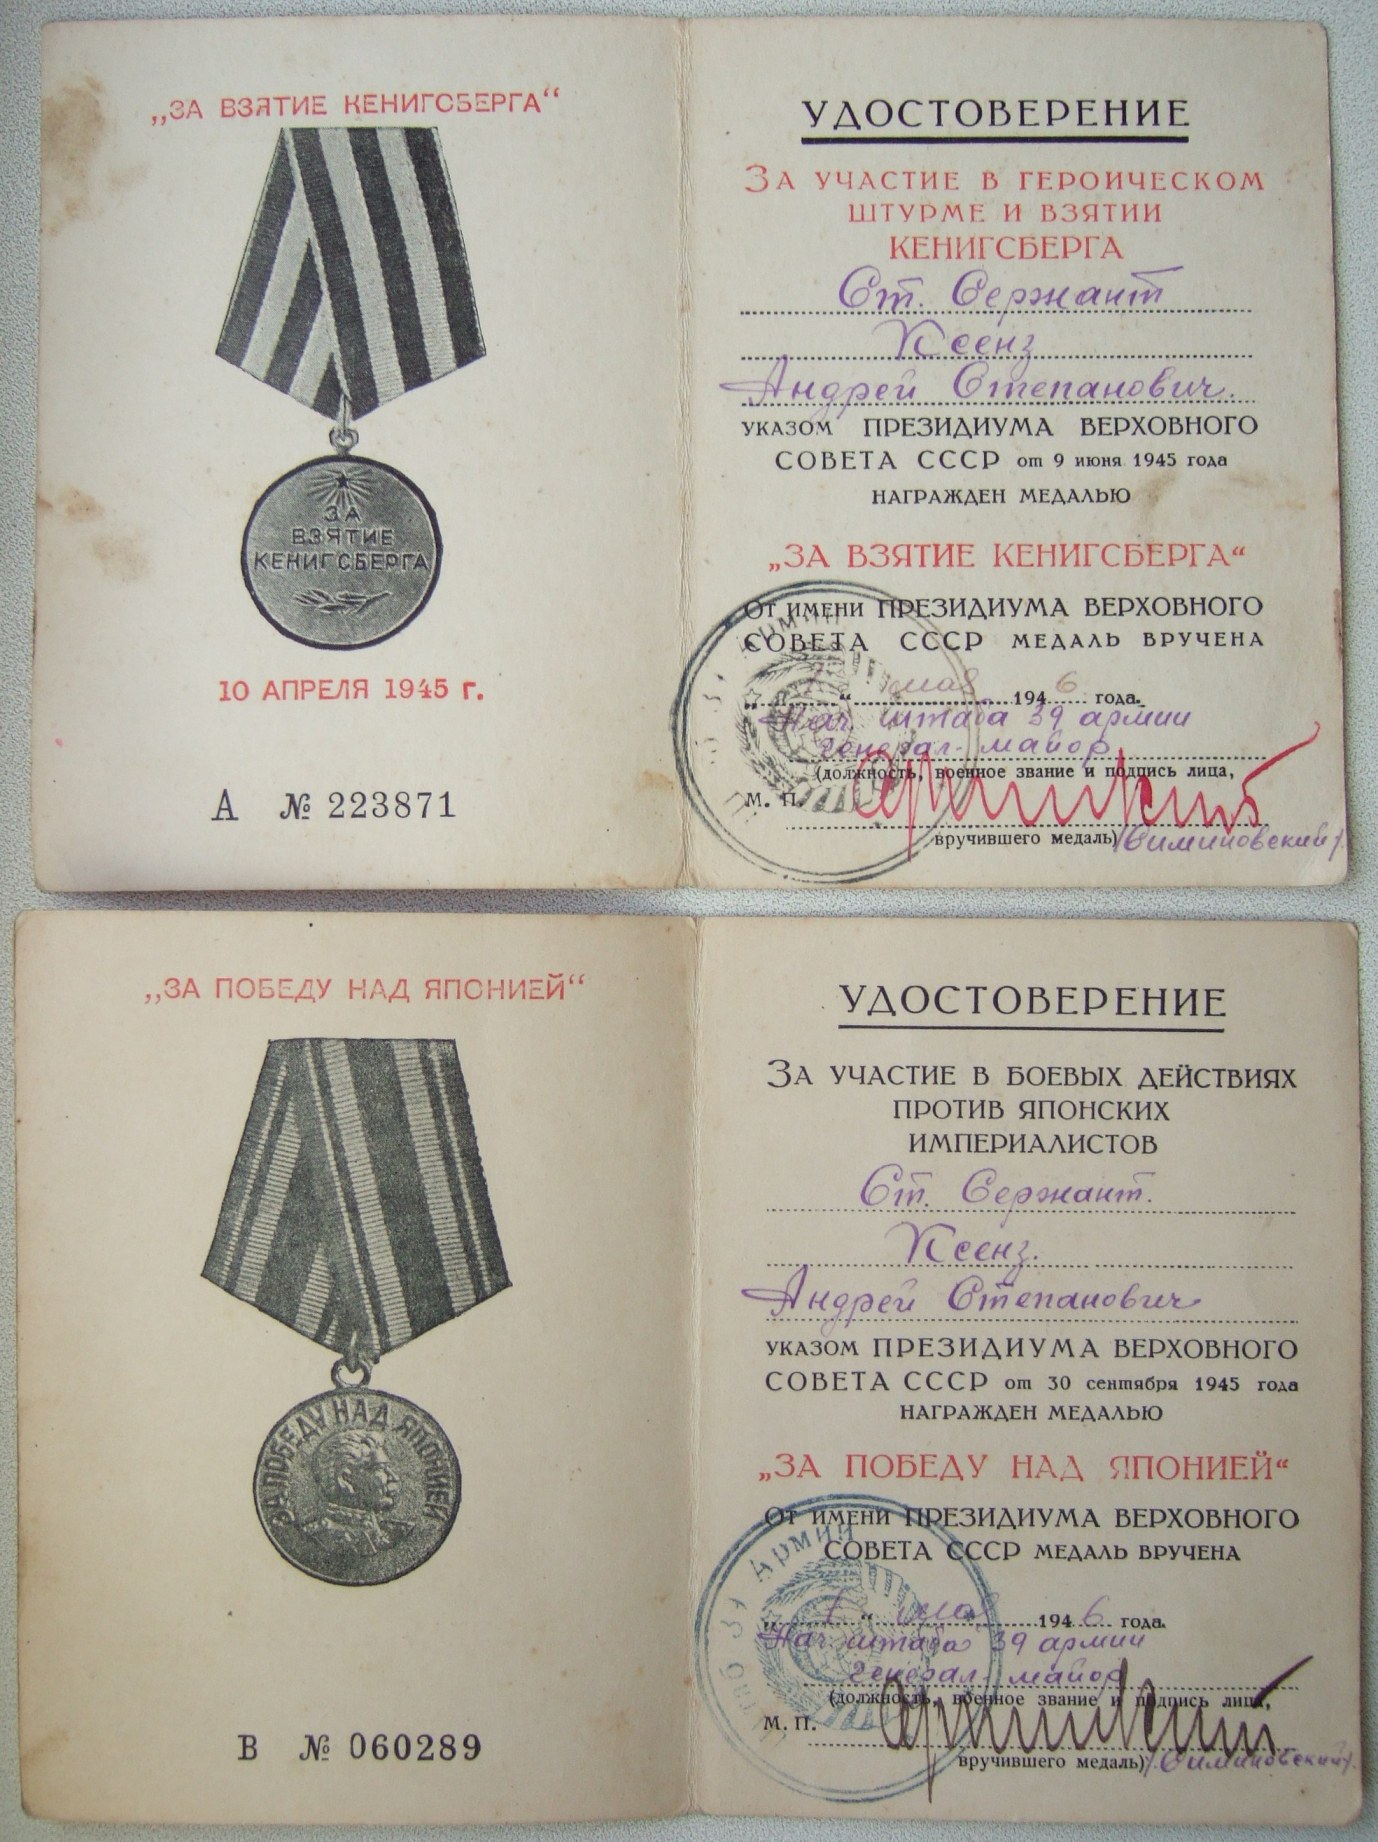 „ЗА ВЗЯТИЕ КЕНИГСБЕРГА“
ЗА
ВЗЯТИЕ
КЕНИГСБЕРГА
10 АПРЕЛЯ 1945 г.
А № 223871
УДОСТОВЕРЕНИЕ
ЗА УЧАСТИЕ В ГЕРОИЧЕСКОМ
ШТУРМЕ И ВЗЯТИИ
КЕНИГСБЕРГА
Ст. Сержант
Ксенз
Андрей Степанович.
УКАЗОМ ПРЕЗИДИУМА ВЕРХОВНОГО
СОВЕТА СССР от 9 июня 1945 года
НАГРАЖДЕН МЕДАЛЬЮ
„ЗА ВЗЯТИЕ КЕНИГСБЕРГА“
ОТ ИМЕНИ ПРЕЗИДИУМА ВЕРХОВНОГО
СОВЕТА СССР МЕДАЛЬ ВРУЧЕНА
„ “ мая 1946 года.
Нач. штаба 39 армии
генерал-майор
(должность, военное звание и подпись лица,
М. П.
вручившего медаль) (Симиновский).
„ЗА ПОБЕДУ НАД ЯПОНИЕЙ“
ЗА ПОБЕДУ НАД ЯПОНИЕЙ
В № 060289
УДОСТОВЕРЕНИЕ
ЗА УЧАСТИЕ В БОЕВЫХ ДЕЙСТВИЯХ
ПРОТИВ ЯПОНСКИХ
ИМПЕРИАЛИСТОВ
Ст. Сержант.
Ксенз.
Андрей Степанович
УКАЗОМ ПРЕЗИДИУМА ВЕРХОВНОГО
СОВЕТА СССР от 30 сентября 1945 года
НАГРАЖДЕН МЕДАЛЬЮ
„ЗА ПОБЕДУ НАД ЯПОНИЕЙ“
ОТ ИМЕНИ ПРЕЗИДИУМА ВЕРХОВНОГО
СОВЕТА СССР МЕДАЛЬ ВРУЧЕНА
„1“ мая 1946 года.
Нач. штаба 39 армии
генерал-майор
(должность, военное звание и подпись лица,
М. П.
вручившего медаль) (Симиновский).